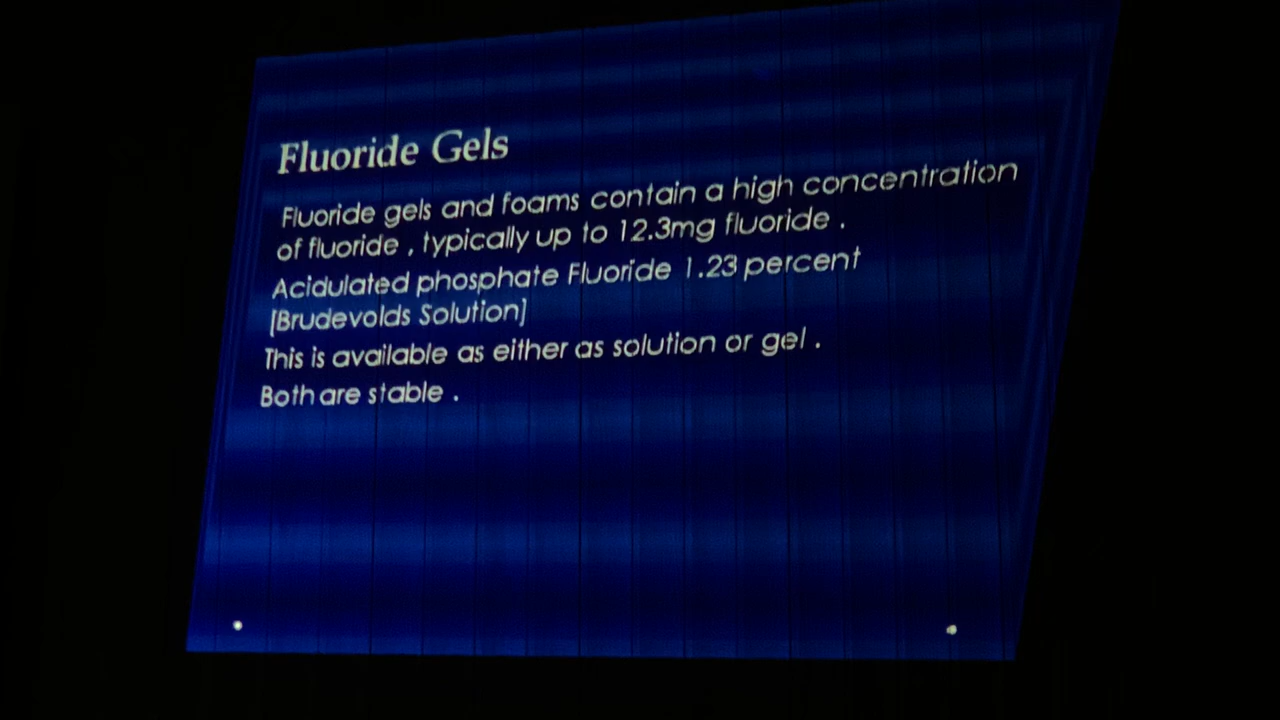 Fluoride Gels
Fluoride gels and foams contain a high concentration
of fluoride , typically up to 12.3mg fluoride .
Acidulated phosphate Fluoride 1.23 percent
[Brudevolds Solution]
This is available as either as solution or gel .
Both are stable .